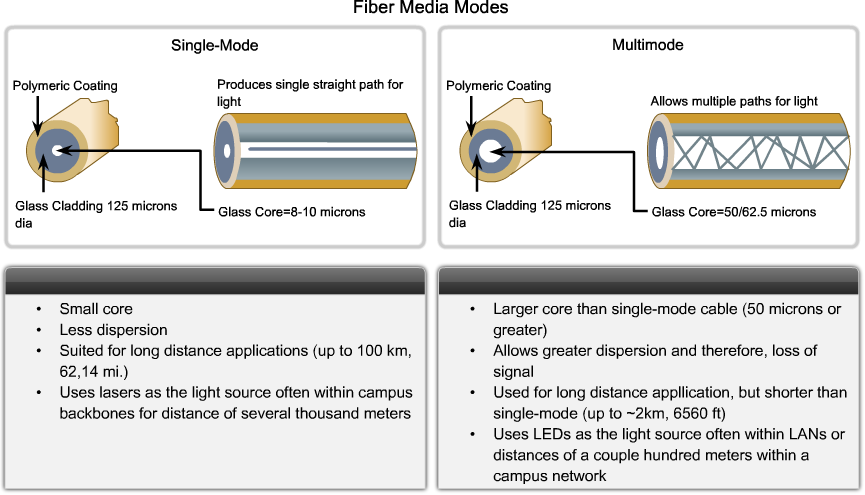 Fiber Media Modes
Single-Mode
Polymeric Coating
Produces single straight path for
light
Glass Cladding 125 microns
dia
Glass Core=8-10 microns
Multimode
Polymeric Coating
Allows multiple paths for light
Glass Cladding 125 microns
dia
Glass Core=50/62.5 microns
• Small core
• Less dispersion
• Suited for long distance applications (up to 100 km,
62,14 mi.)
• Uses lasers as the light source often within campus
backbones for distance of several thousand meters
• Larger core than single-mode cable (50 microns or
greater)
• Allows greater dispersion and therefore, loss of
signal
• Used for long distance appllication, but shorter than
single-mode (up to ~2km, 6560 ft)
• Uses LEDs as the light source often within LANs or
distances of a couple hundred meters within a
campus network